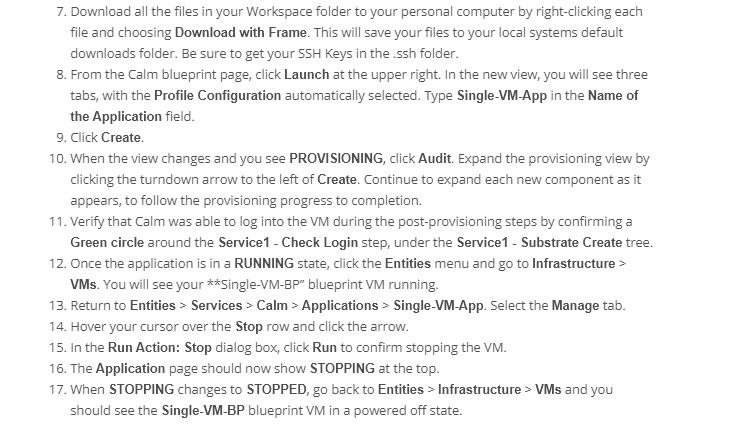 7. Download all the files in your Workspace folder to your personal computer by right-clicking each
file and choosing Download with Frame. This will save your files to your local systems default
downloads folder. Be sure to get your SSH Keys in the .ssh folder.
8. From the Calm blueprint page, click Launch at the upper right. In the new view, you will see three
tabs, with the Profile Configuration automatically selected. Type Single-VM-App in the Name of
the Application field.
9. Click Create.
10. When the view changes and you see PROVISIONING, click Audit. Expand the provisioning view by
clicking the turndown arrow to the left of Create. Continue to expand each new component as it
appears, to follow the provisioning progress to completion.
11. Verify that Calm was able to log into the VM during the post-provisioning steps by confirming a
Green circle around the Service1 - Check Login step, under the Service1 - Substrate Create tree.
12. Once the application is in a RUNNING state, click the Entities menu and go to Infrastructure >
VMs. You will see your **Single-VM-BP” blueprint VM running.
13. Return to Entities > Services > Calm > Applications > Single-VM-App. Select the Manage tab.
14. Hover your cursor over the Stop row and click the arrow.
15. In the Run Action: Stop dialog box, click Run to confirm stopping the VM.
16. The Application page should now show STOPPING at the top.
17. When STOPPING changes to STOPPED, go back to Entities > Infrastructure > VMs and you
should see the Single-VM-BP blueprint VM in a powered off state.